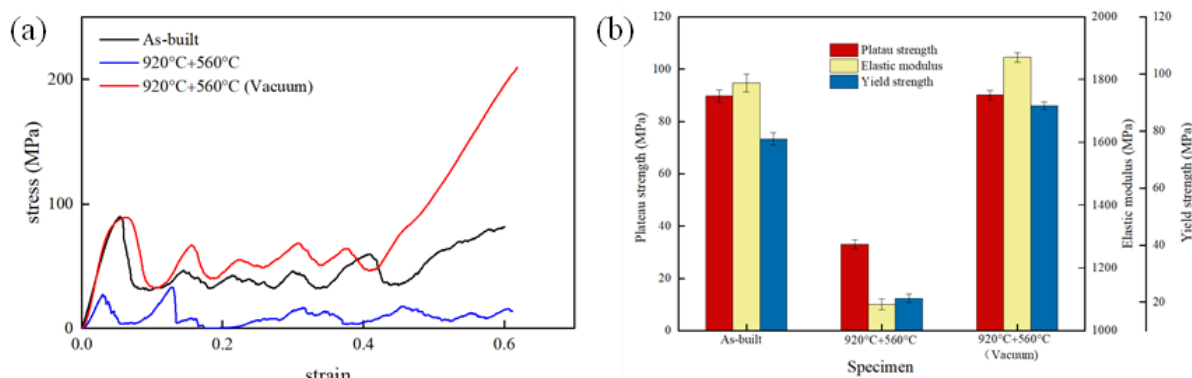 (a)
As-built
920°C+560°C
920°C+560°C (Vacuum)
200
100
0
stress (MPa)
0.0
0.2
0.4
0.6
strain
(b)
Platau strength
Elastic modulus
Yield strength
120
100
80
60
40
20
0
Plateau strength (MPa)
2000
1800
1600
1400
1200
1000
Elastic modulus (MPa)
120
100
80
60
40
20
Yield strength (MPa)
As-built
920°C+560°C
920°C+560°C
(Vacuum)
Specimen